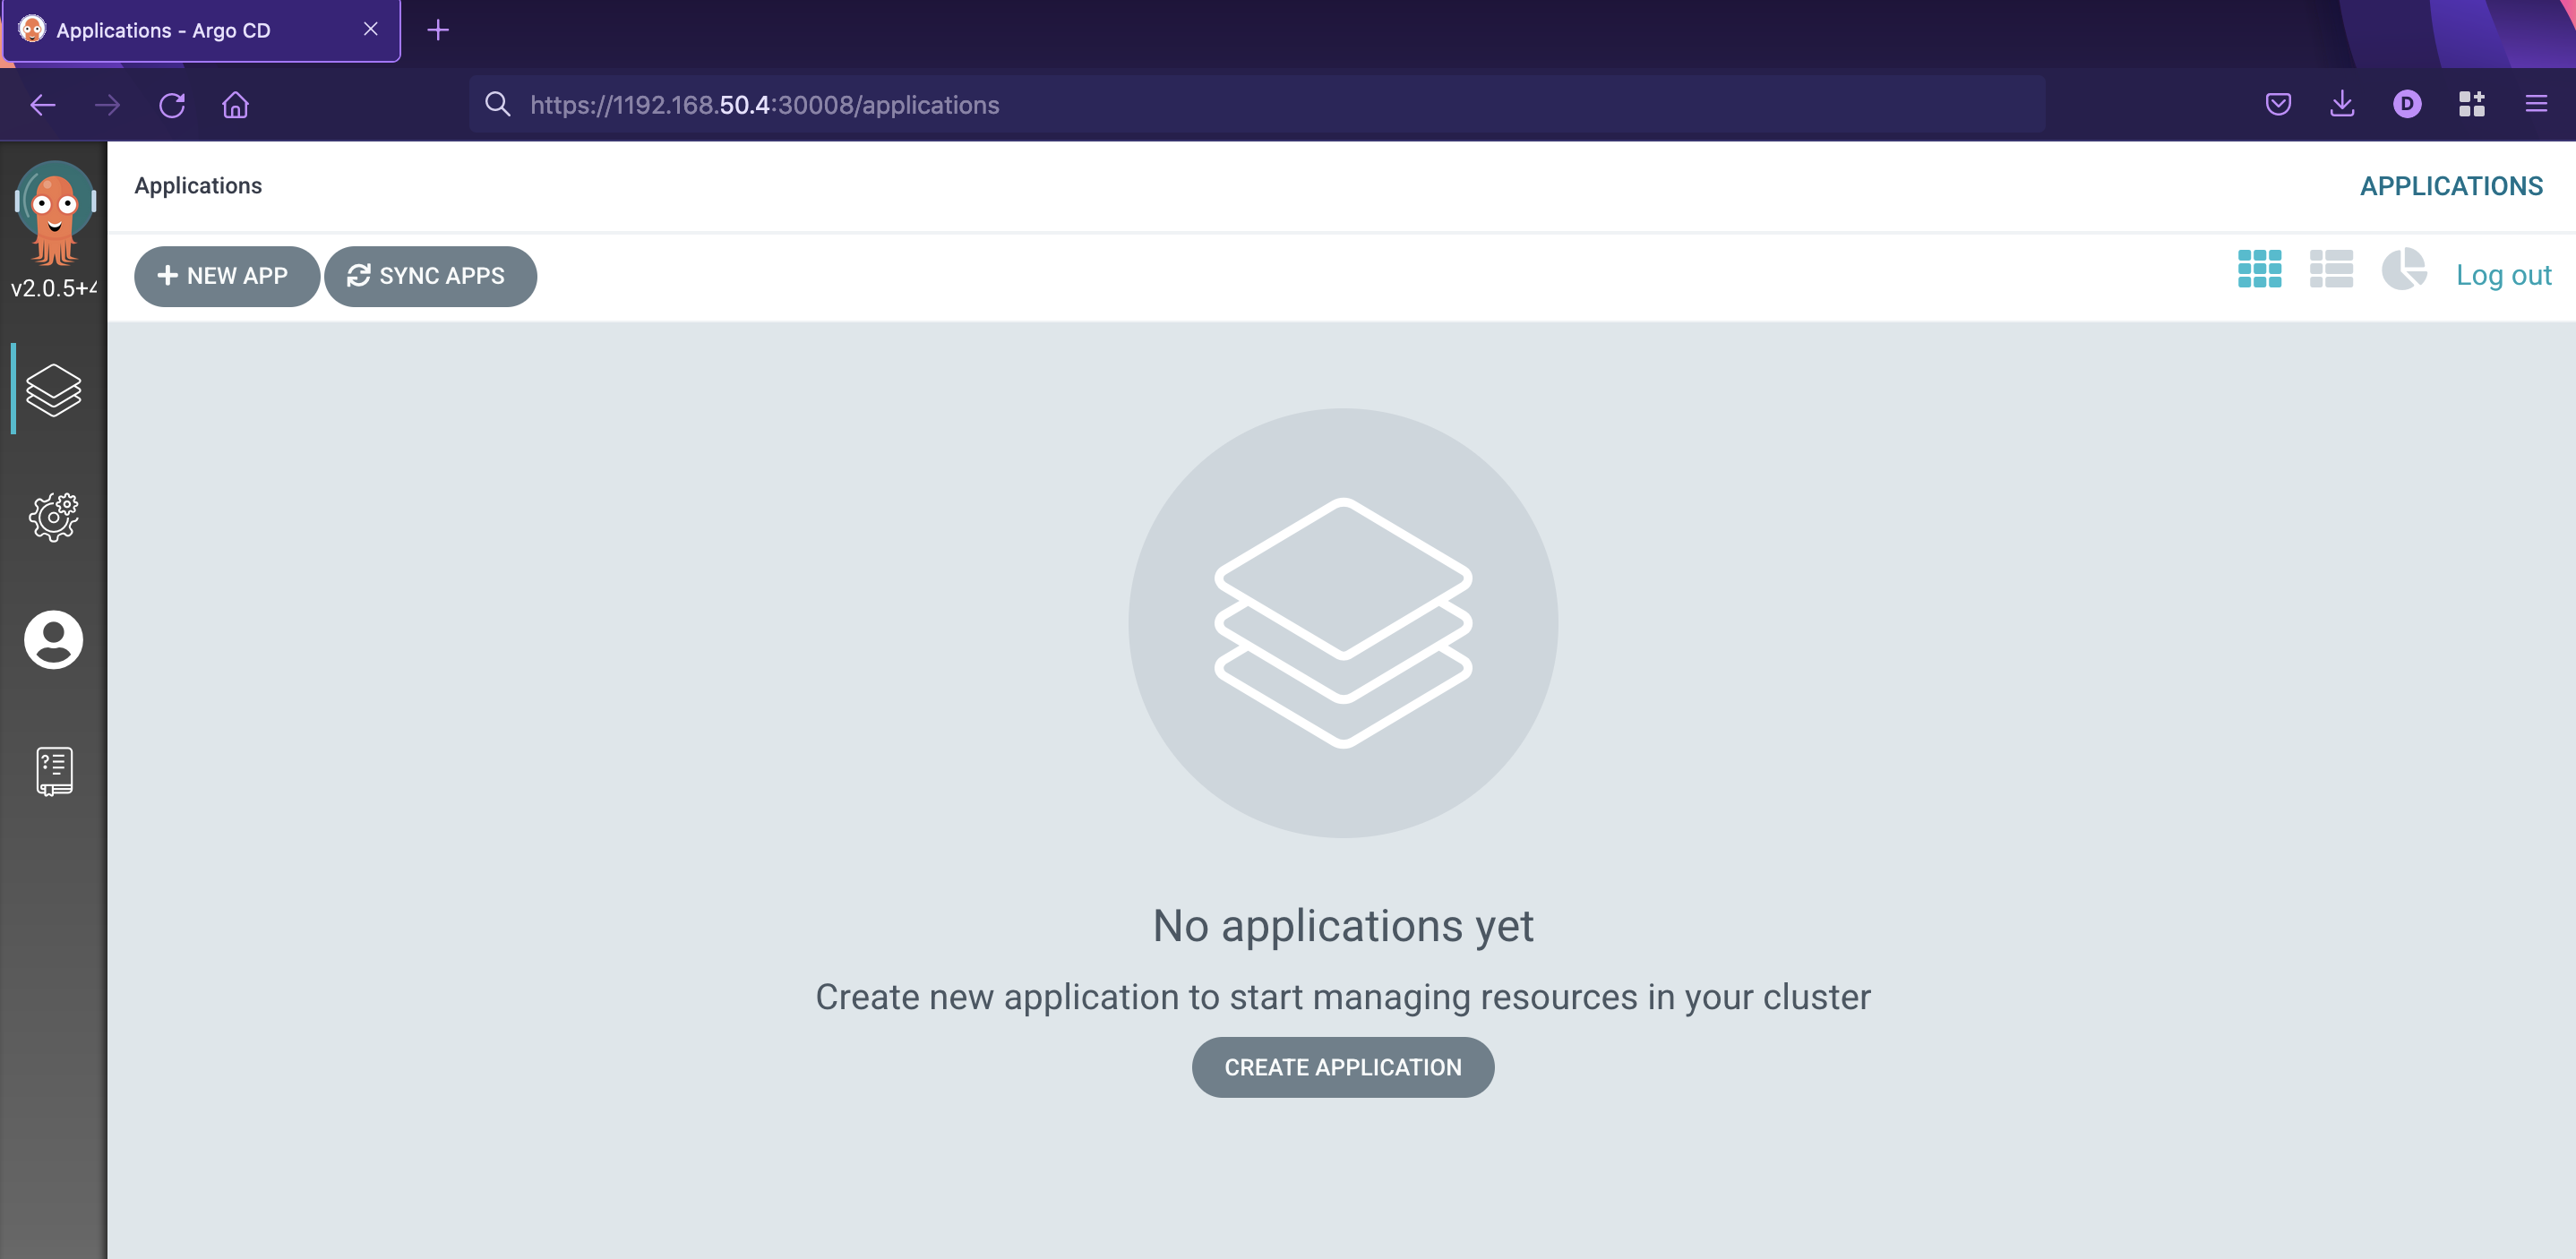 Applications - Argo CD
https://1192.168.50.4:30008/applications
D
Applications
APPLICATIONS
v2.0.5+4
NEW APP
SYNC APPS
Log out
No applications yet
Create new application to start managing resources in your cluster
CREATE APPLICATION